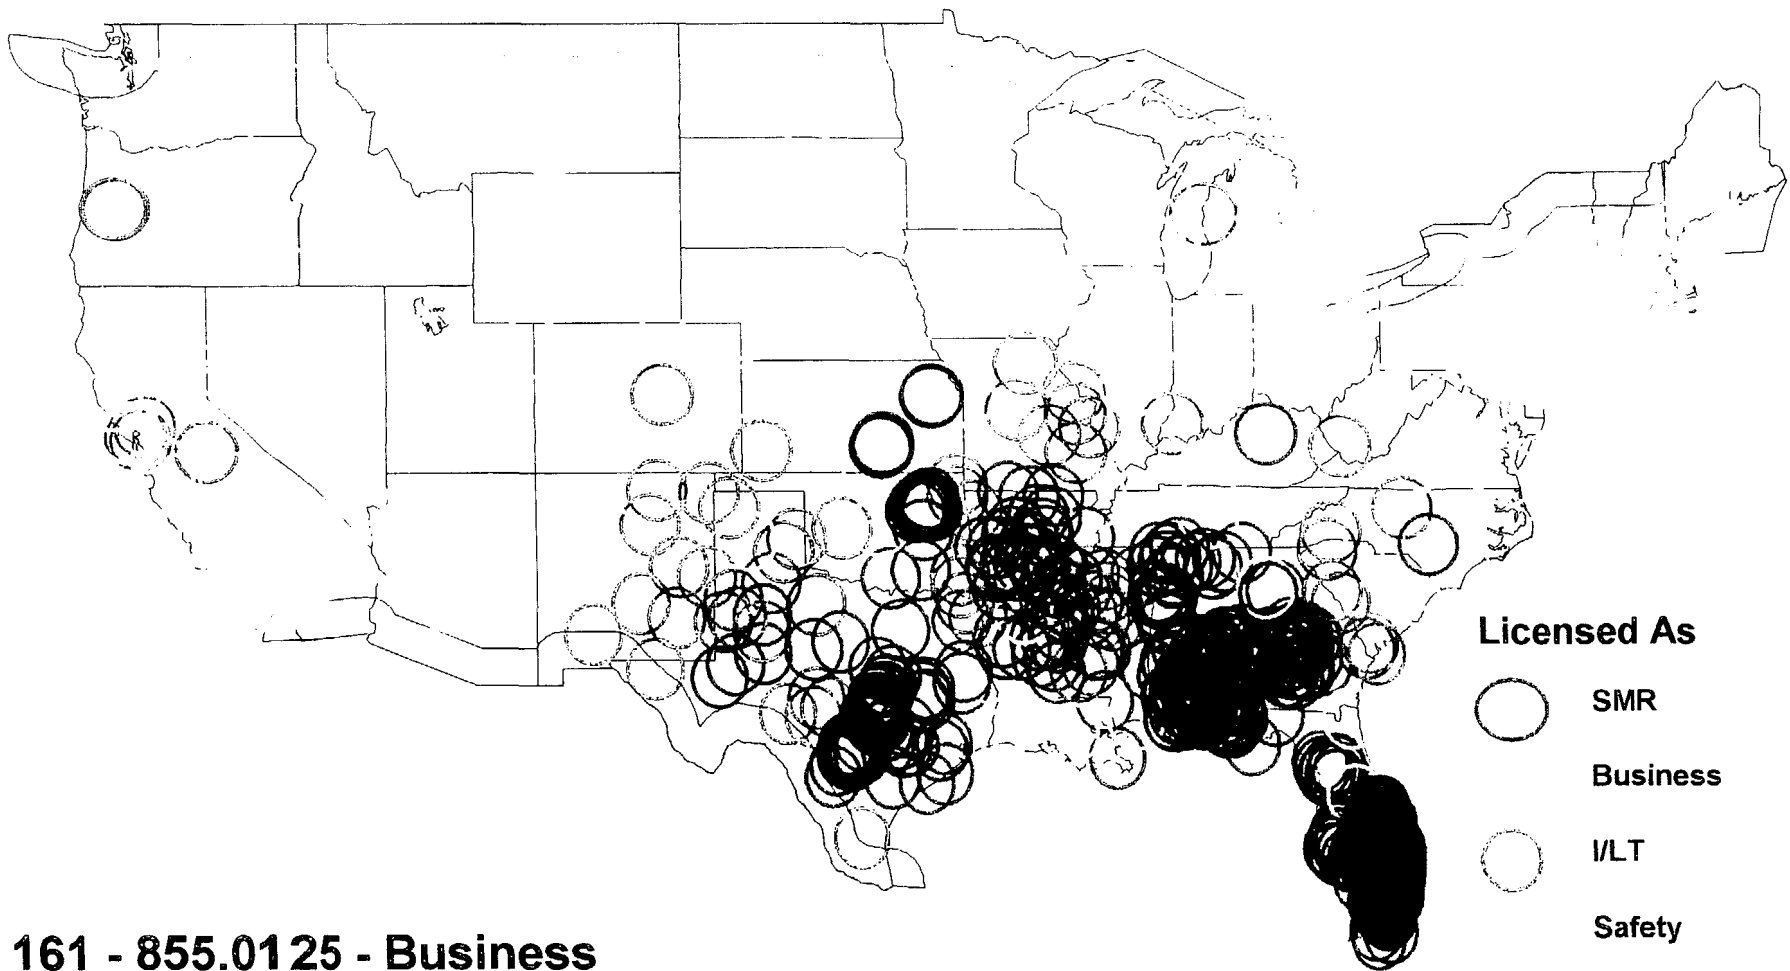 Licensed As
SMR
Business
I/LT
Safety
161 - 855.0125 - Business